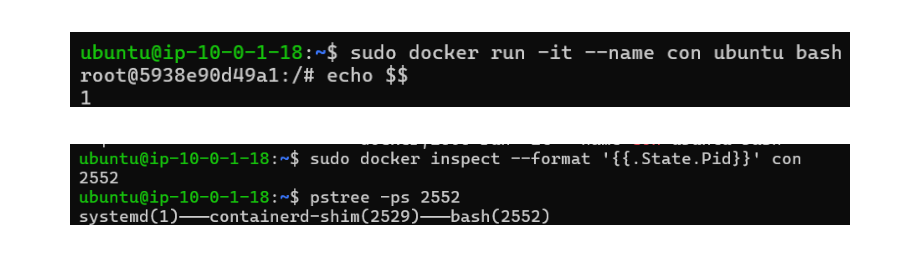 ubuntu@ip-10-0-1-18:~$ sudo docker run -it --name con ubuntu bash
root@5938e90d49a1:/# echo $$
1
ubuntu@ip-10-0-1-18:~$ sudo docker inspect --format '{{.State.Pid}}' con
2552
ubuntu@ip-10-0-1-18:~$ pstree -ps 2552
systemd(1)───containerd-shim(2529)───bash(2552)